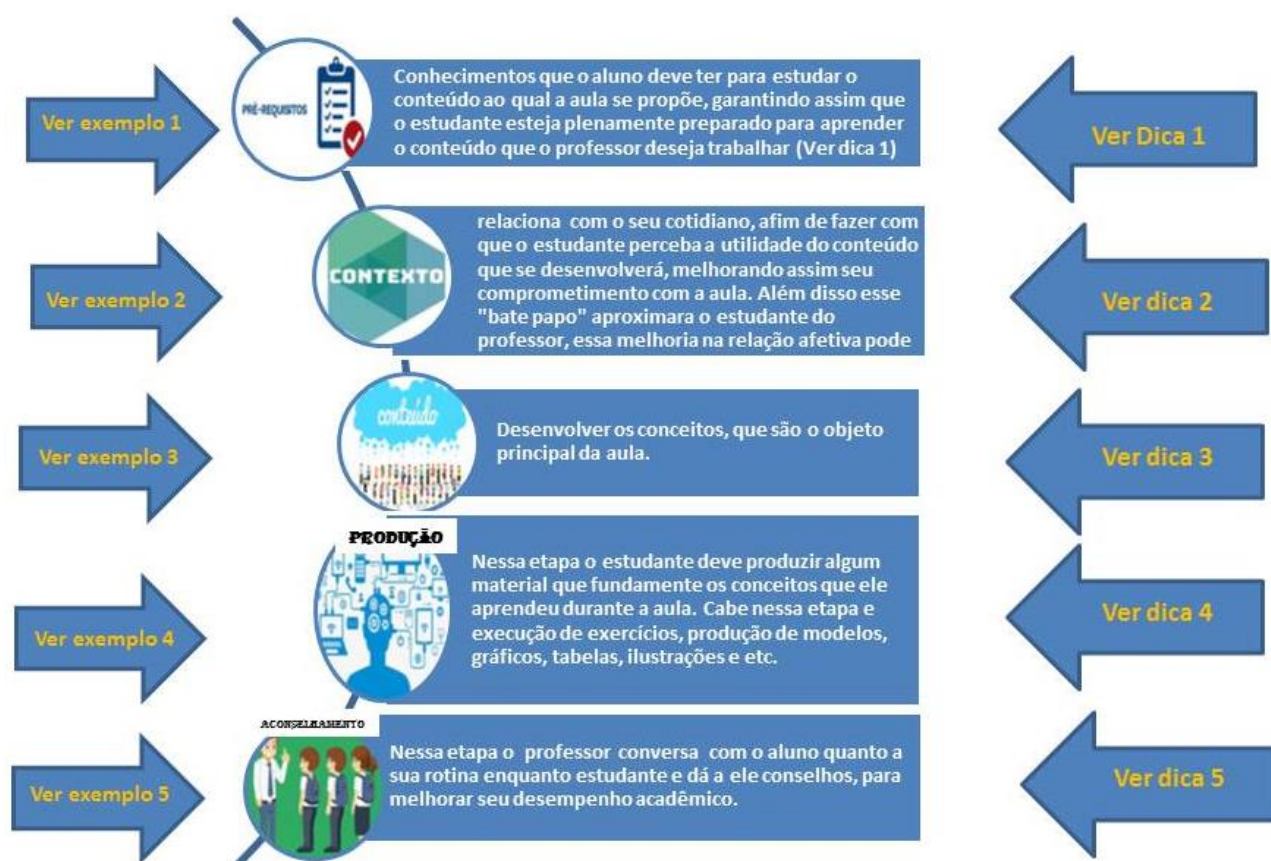 Ver exemplo 1
PRÉ-REQUISITOS
Conhecimentos que o aluno deve ter para estudar o
conteúdo ao qual a aula se propõe, garantindo assim que
o estudante esteja plenamente preparado para aprender
o conteúdo que o professor deseja trabalhar (Ver dica 1)
Ver Dica 1
Ver exemplo 2
CONTEXTO
relaciona com o seu cotidiano, afim de fazer com
que o estudante perceba a utilidade do conteúdo
que se desenvolverá, melhorando assim seu
comprometimento com a aula. Além disso esse
"bate papo" aproximara o estudante do
professor, essa melhoria na relação afetiva pode
Ver dica 2
Ver exemplo 3
conteúdo
Desenvolver os conceitos, que são o objeto
principal da aula.
Ver dica 3
Ver exemplo 4
PRODUÇÃO
Nessa etapa o estudante deve produzir algum
material que fundamente os conceitos que ele
aprendeu durante a aula. Cabe nessa etapa e
execução de exercícios, produção de modelos,
gráficos, tabelas, ilustrações e etc.
Ver dica 4
Ver exemplo 5
ACONSELHAMENTO
Nessa etapa o professor conversa com o aluno quanto a
sua rotina enquanto estudante e dá a ele conselhos, para
melhorar seu desempenho acadêmico.
Ver dica 5